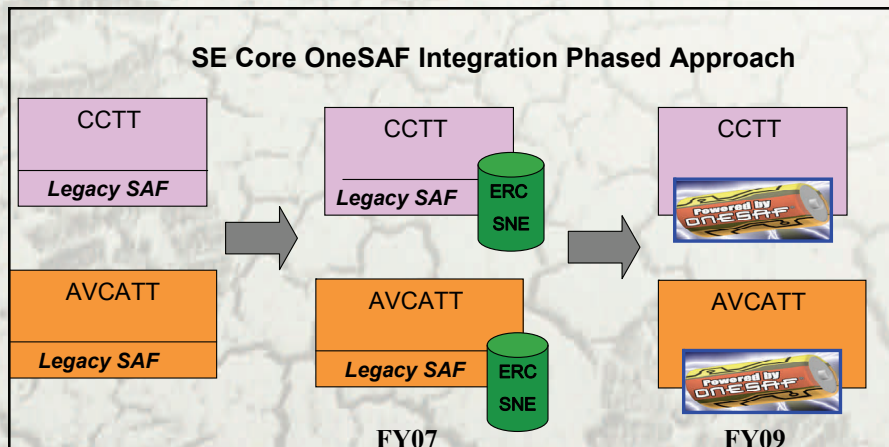 SE Core OneSAF Integration Phased Approach
CCTT
Legacy SAF
CCTT
Legacy SAF
ERC
SNE
CCTT
Powered by
ONESAF
AVCATT
Legacy SAF
AVCATT
Legacy SAF
ERC
SNE
AVCATT
Powered by
ONESAF
FY07
FY09